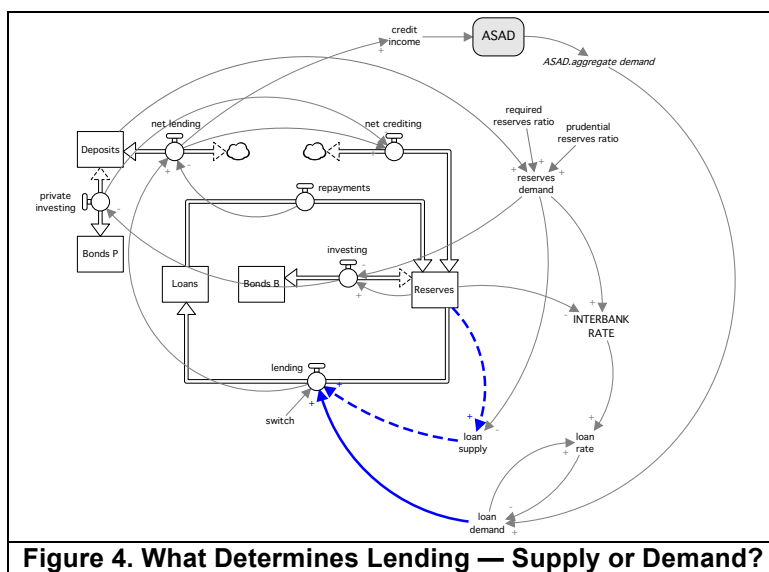 credit
income
ASAD
ASAD.aggregate demand
required
reserves ratio
prudential
reserves ratio
net lending
net crediting
Deposits
reserves
demand
repayments
private
investing
Bonds P
investing
Loans
Bonds B
Reserves
INTERBANK
RATE
lending
switch
loan
supply
loan
rate
loan
demand
Figure 4. What Determines Lending — Supply or Demand?